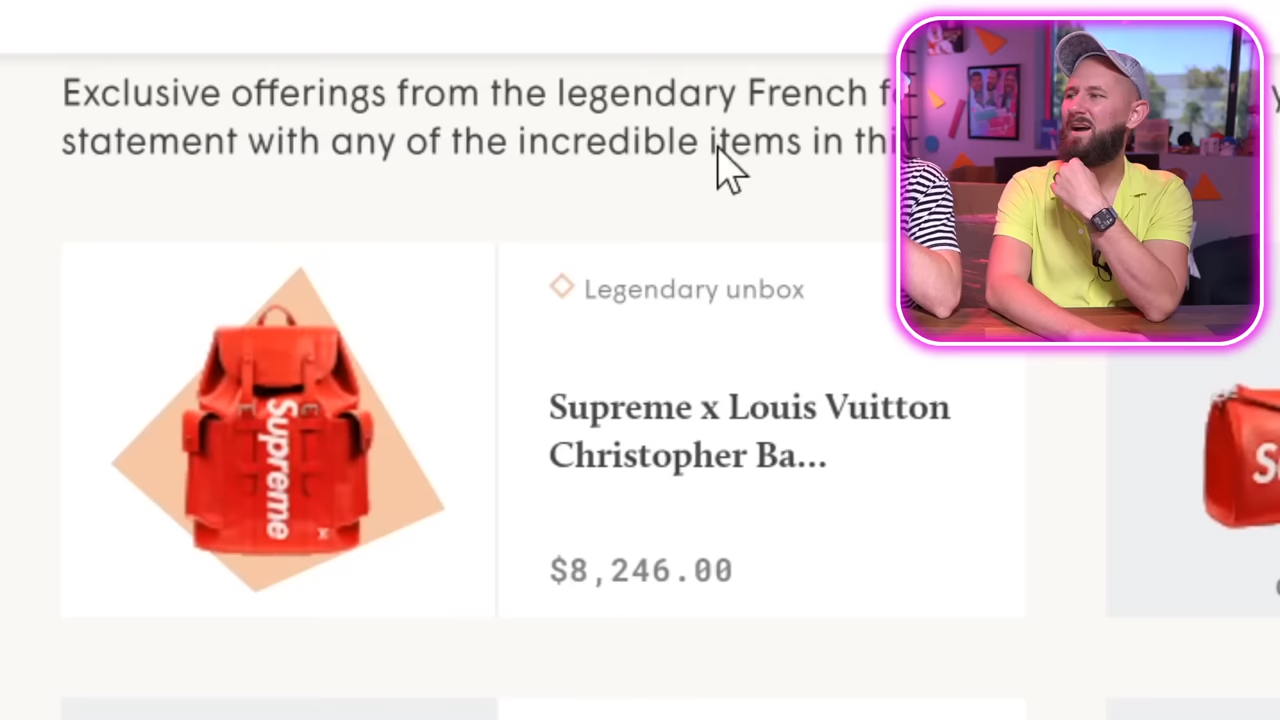 Exclusive offerings from the legendary French
statement with any of the incredible items in
Legendary unbox
Supreme x Louis Vuitton
Christopher Ba...
$8,246.00
Supreme